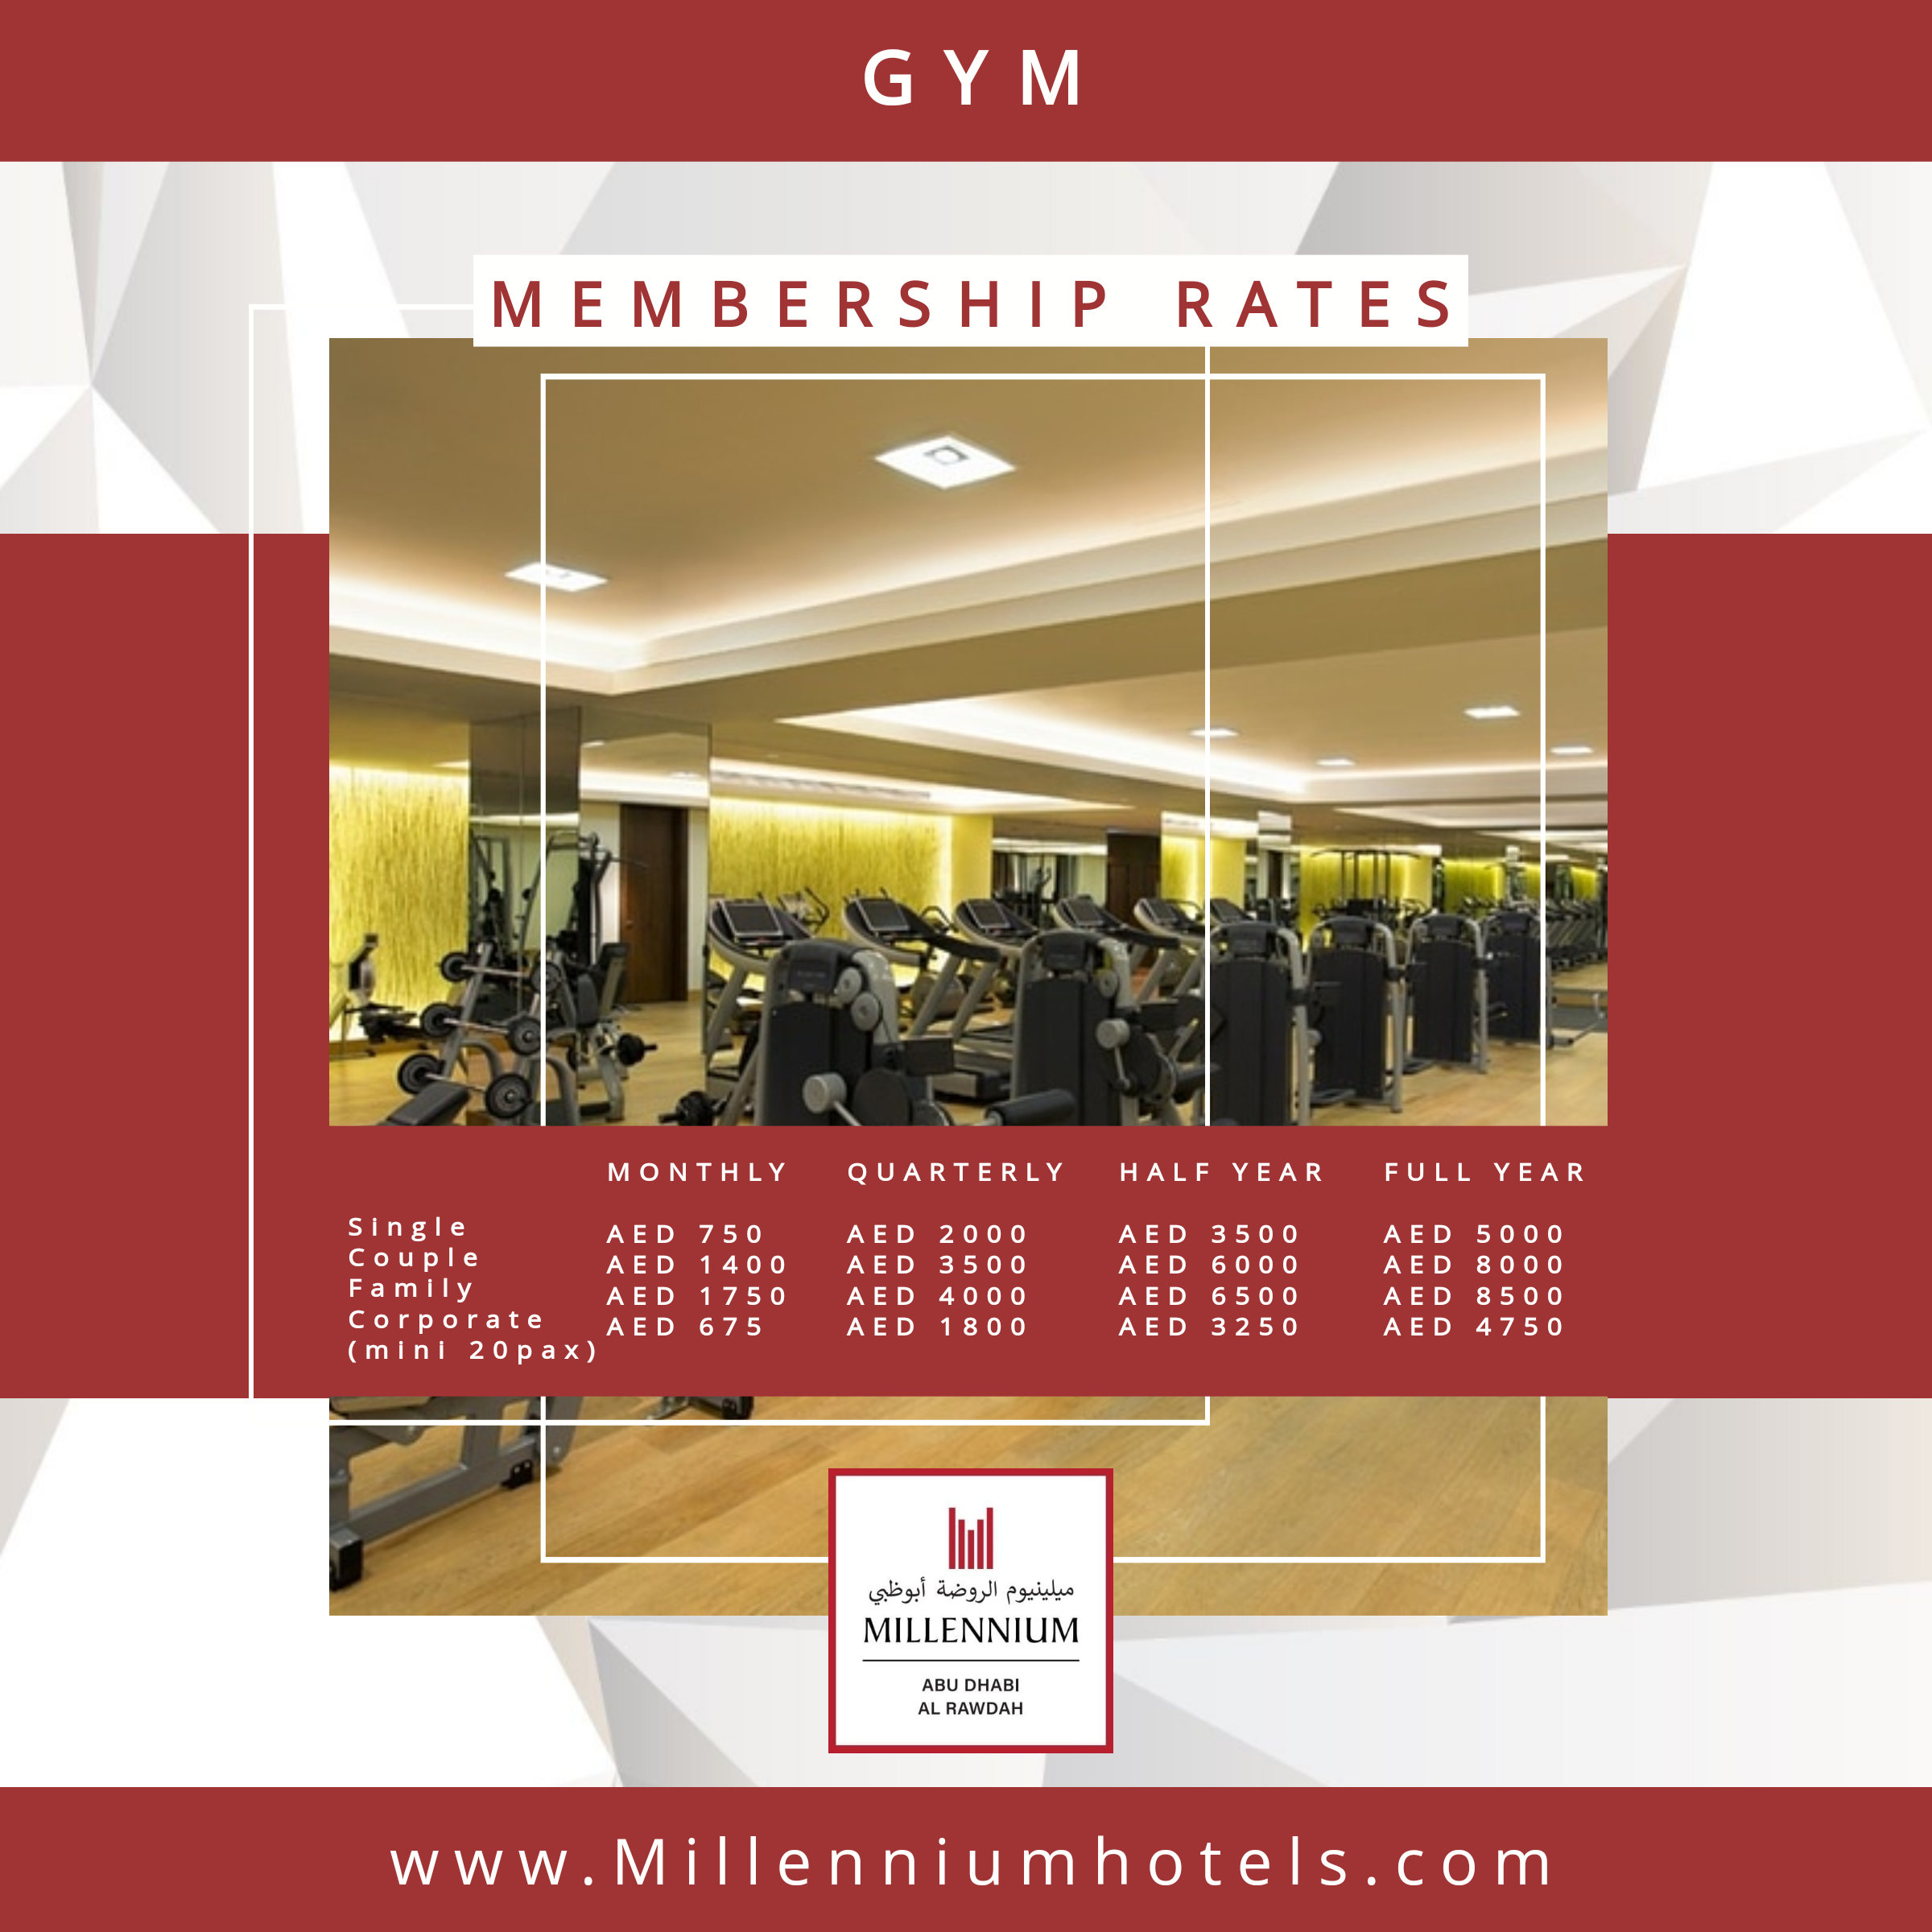 GYM
MEMBERSHIP RATES
MONTHLY QUARTERLY HALF YEAR FULL YEAR
Single AED 750 AED 2000 AED 3500 AED 5000
Couple AED 1400 AED 3500 AED 6000 AED 8000
Family AED 1750 AED 4000 AED 6500 AED 8500
Corporate AED 675 AED 1800 AED 3250 AED 4750
(mini 20pax)
ميلينيوم الروضة أبوظبي
MILLENNIUM
ABU DHABI
AL RAWDAH
www.Millenniumhotels.com